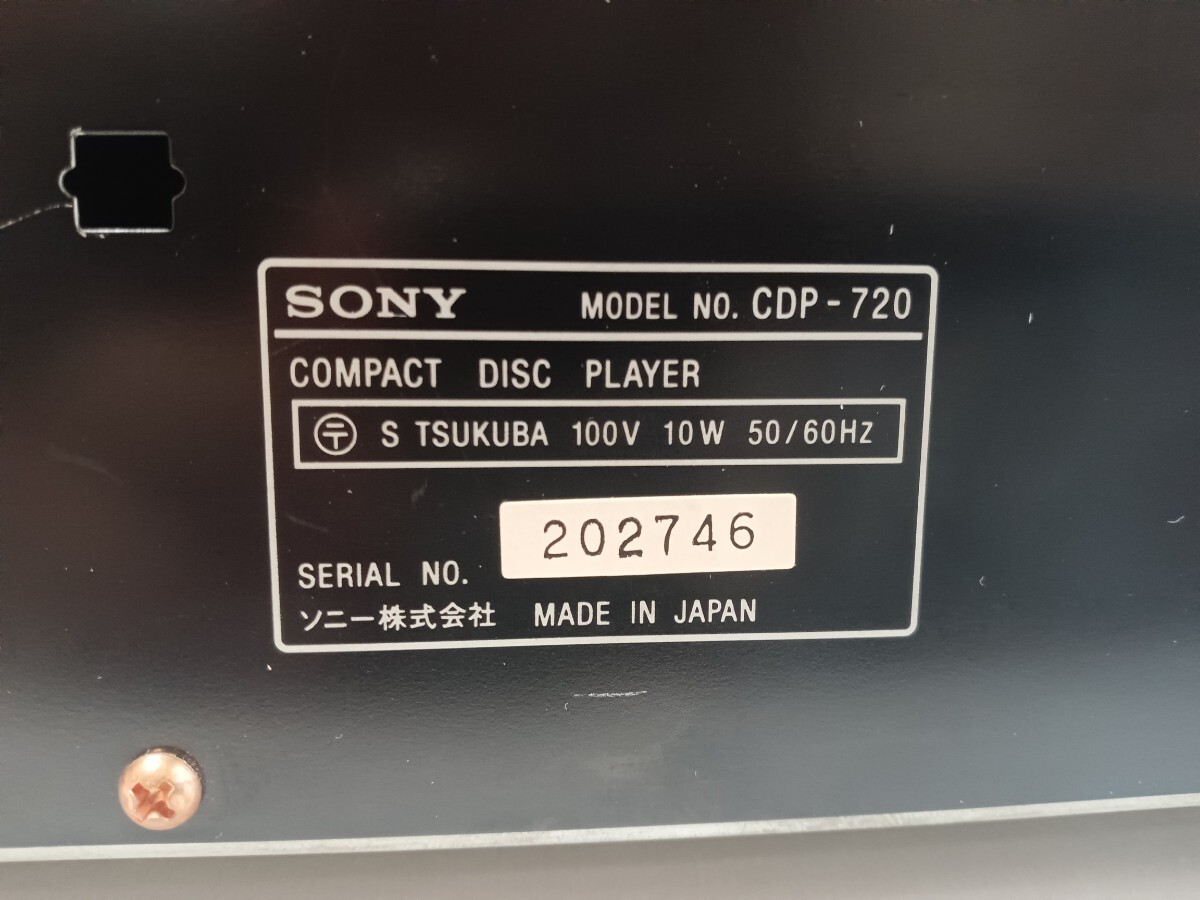 SONY MODEL NO. CDP-720
COMPACT DISC PLAYER
〒 S TSUKUBA 100V 10W 50/60Hz
202746
SERIAL NO.
ソニー株式会社 MADE IN JAPAN